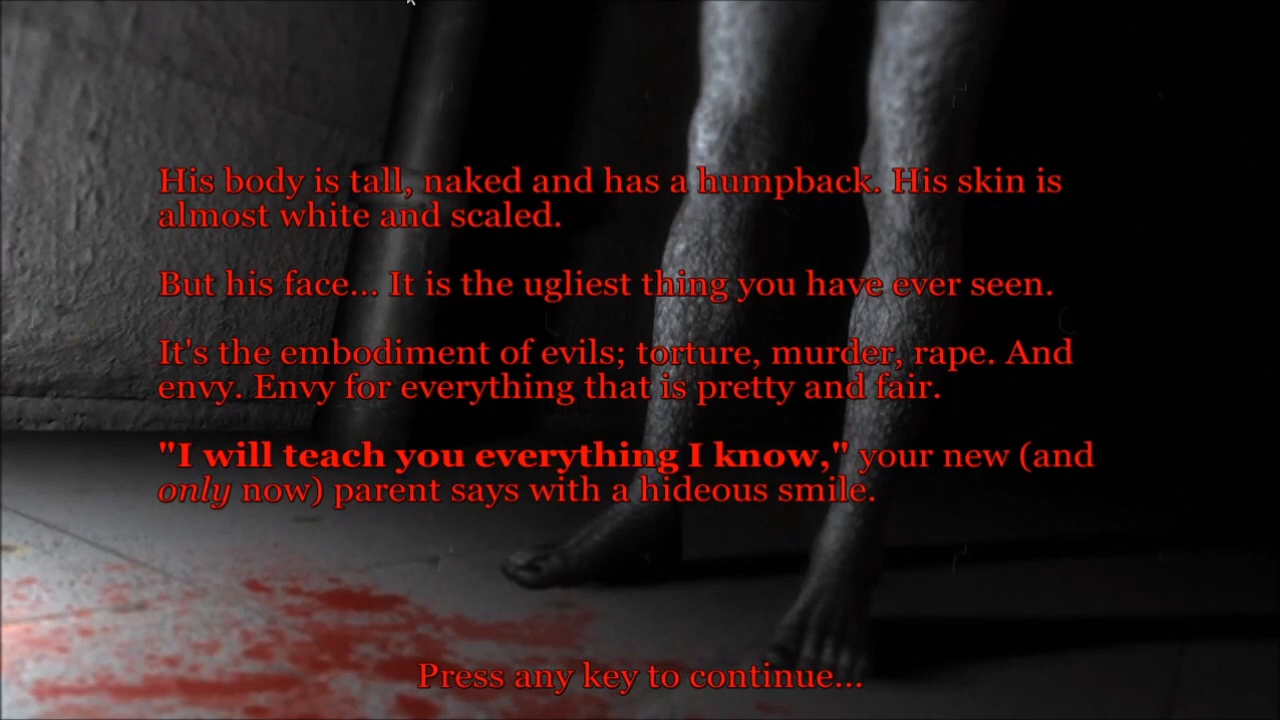 His body is tall, naked and has a humpback. His skin is
almost white and scaled.
But his face... It is the ugliest thing you have ever seen.
It's the embodiment of evils; torture, murder, rape. And
envy. Envy for everything that is pretty and fair.
"I will teach you everything I know," your new (and
only now) parent says with a hideous smile.
Press any key to continue...